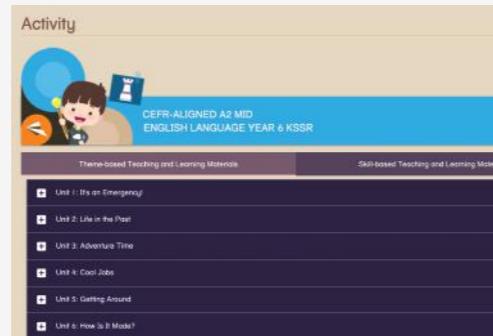 Activity
CEFR-ALIGNED A2 MID
ENGLISH LANGUAGE YEAR 6 KSSR
Theme-based Teaching and Learning Materials
Skill-based Teaching and Learning Mate
Unit 1: It's an Emergency!
Unit 2: Life in the Past
Unit 3: Adventure Time
Unit 4: Cool Jobs
Unit 5: Getting Around
Unit 6: How Is It Made?